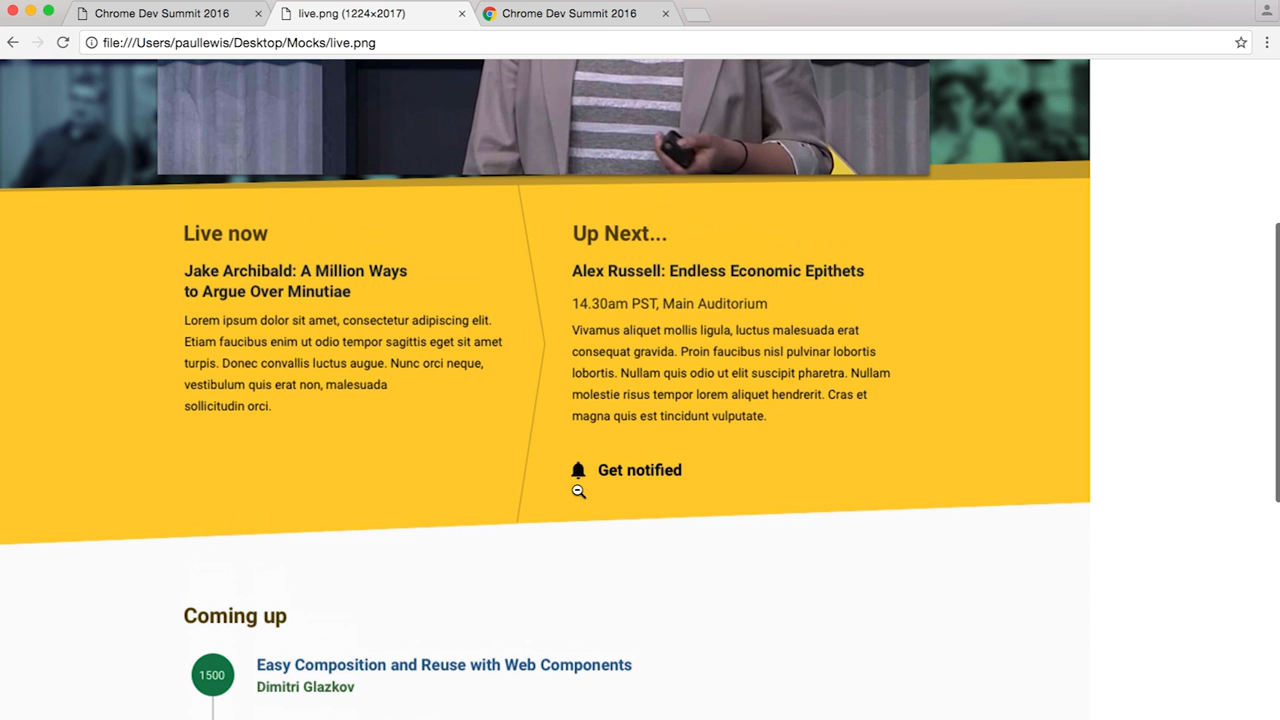 Chrome Dev Summit 2016
live.png (1224×2017)
Chrome Dev Summit 2016
file:///Users/paullewis/Desktop/Mocks/live.png
Live now
Jake Archibald: A Million Ways
to Argue Over Minutiae
Lorem ipsum dolor sit amet, consectetur adipiscing elit.
Etiam faucibus enim ut odio tempor sagittis eget sit amet
turpis. Donec convallis luctus augue. Nunc orci neque,
vestibulum quis erat non, malesuada
sollicitudin orci.
Up Next...
Alex Russell: Endless Economic Epithets
14.30am PST, Main Auditorium
Vivamus aliquet mollis ligula, luctus malesuada erat
consequat gravida. Proin faucibus nisl pulvinar lobortis
lobortis. Nullam quis odio ut elit suscipit pharetra. Nullam
molestie risus tempor lorem aliquet hendrerit. Cras et
magna quis est tincidunt vulputate.
Get notified
Coming up
1500
Easy Composition and Reuse with Web Components
Dimitri Glazkov